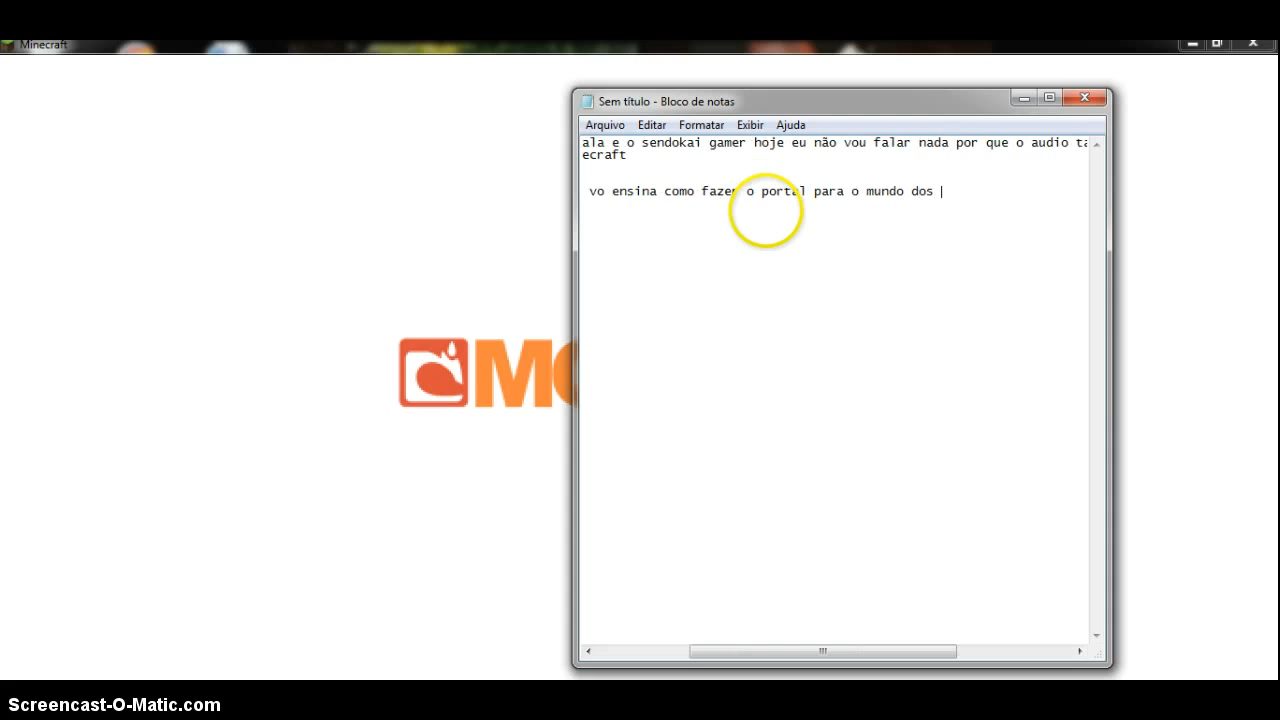 Minecraft
Sem título - Bloco de notas
Arquivo Editar Formatar Exibir Ajuda
ala e o sendokai gamer hoje eu não vou falar nada por que o audio ta
ecraft
vo ensina como fazer o portal para o mundo dos
MO
Screencast-O-Matic.com